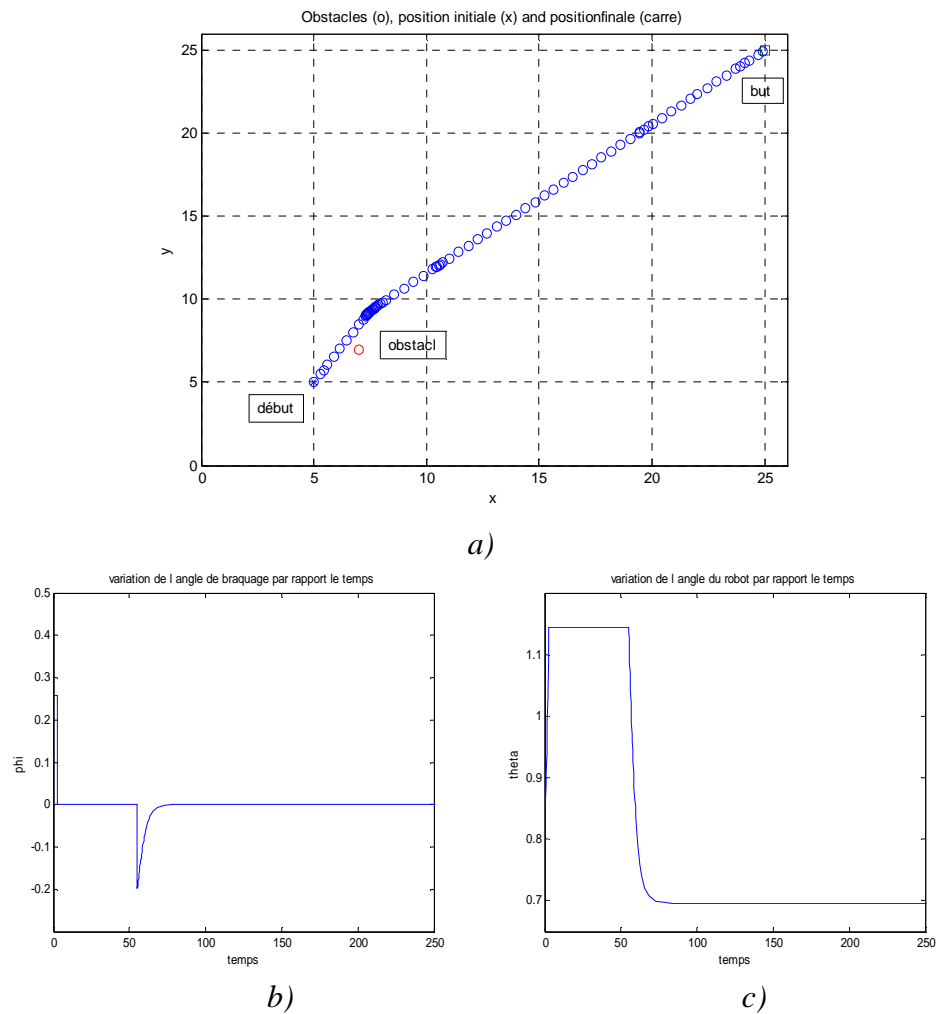 Obstacles (o), position initiale (x) and positionfinale (carre)
25
20
15
10
5
0
y
but
obstacl
début
0 5 10 15 20 25
x
a)
variation de l angle de braquage par rapport le temps
0.5
0.4
0.3
0.2
0.1
0
-0.1
-0.2
phi
0 50 100 150 200 250
temps
b)
variation de l angle du robot par rapport le temps
1.1
1
0.9
0.8
0.7
theta
0 50 100 150 200 250
temps
c)